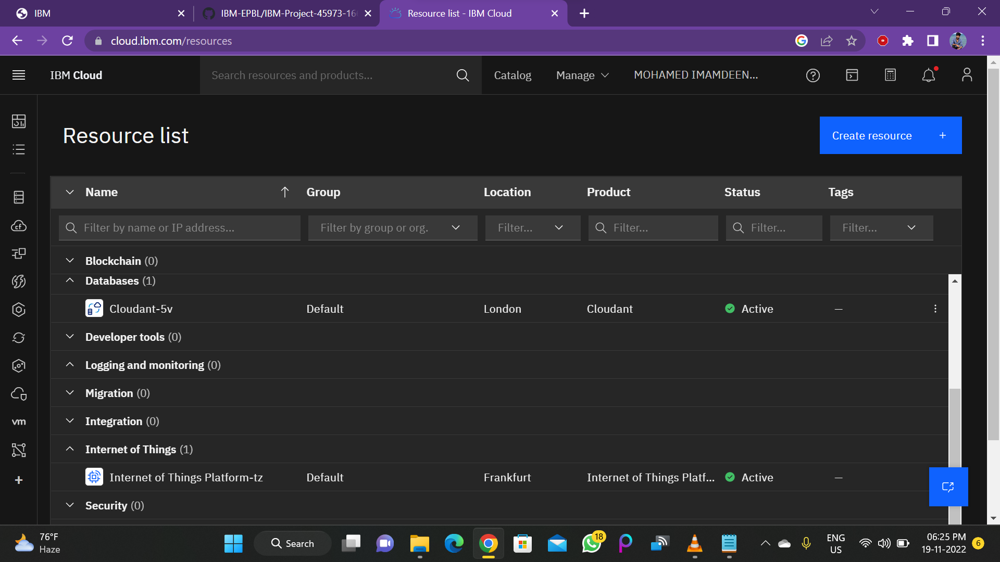 IBM
IBM-EPBL/IBM-Project-45973-16
Resource list - IBM Cloud
cloud.ibm.com/resources
IBM Cloud
Search resources and products...
Catalog
Manage
MOHAMED IMAMDEEN...
Resource list
Create resource +
Name
Group
Location
Product
Status
Tags
Filter by name or IP address...
Filter by group or org.
Filter...
Filter...
Filter...
Filter...
Blockchain (0)
Databases (1)
Cloudant-5v Default London Cloudant Active —
Developer tools (0)
Logging and monitoring (0)
Migration (0)
Integration (0)
Internet of Things (1)
Internet of Things Platform-tz Default Frankfurt Internet of Things Platf... Active —
Security (0)
cf
vm
76°F
Haze
Search
18
ENG
US
06:25 PM
19-11-2022
6